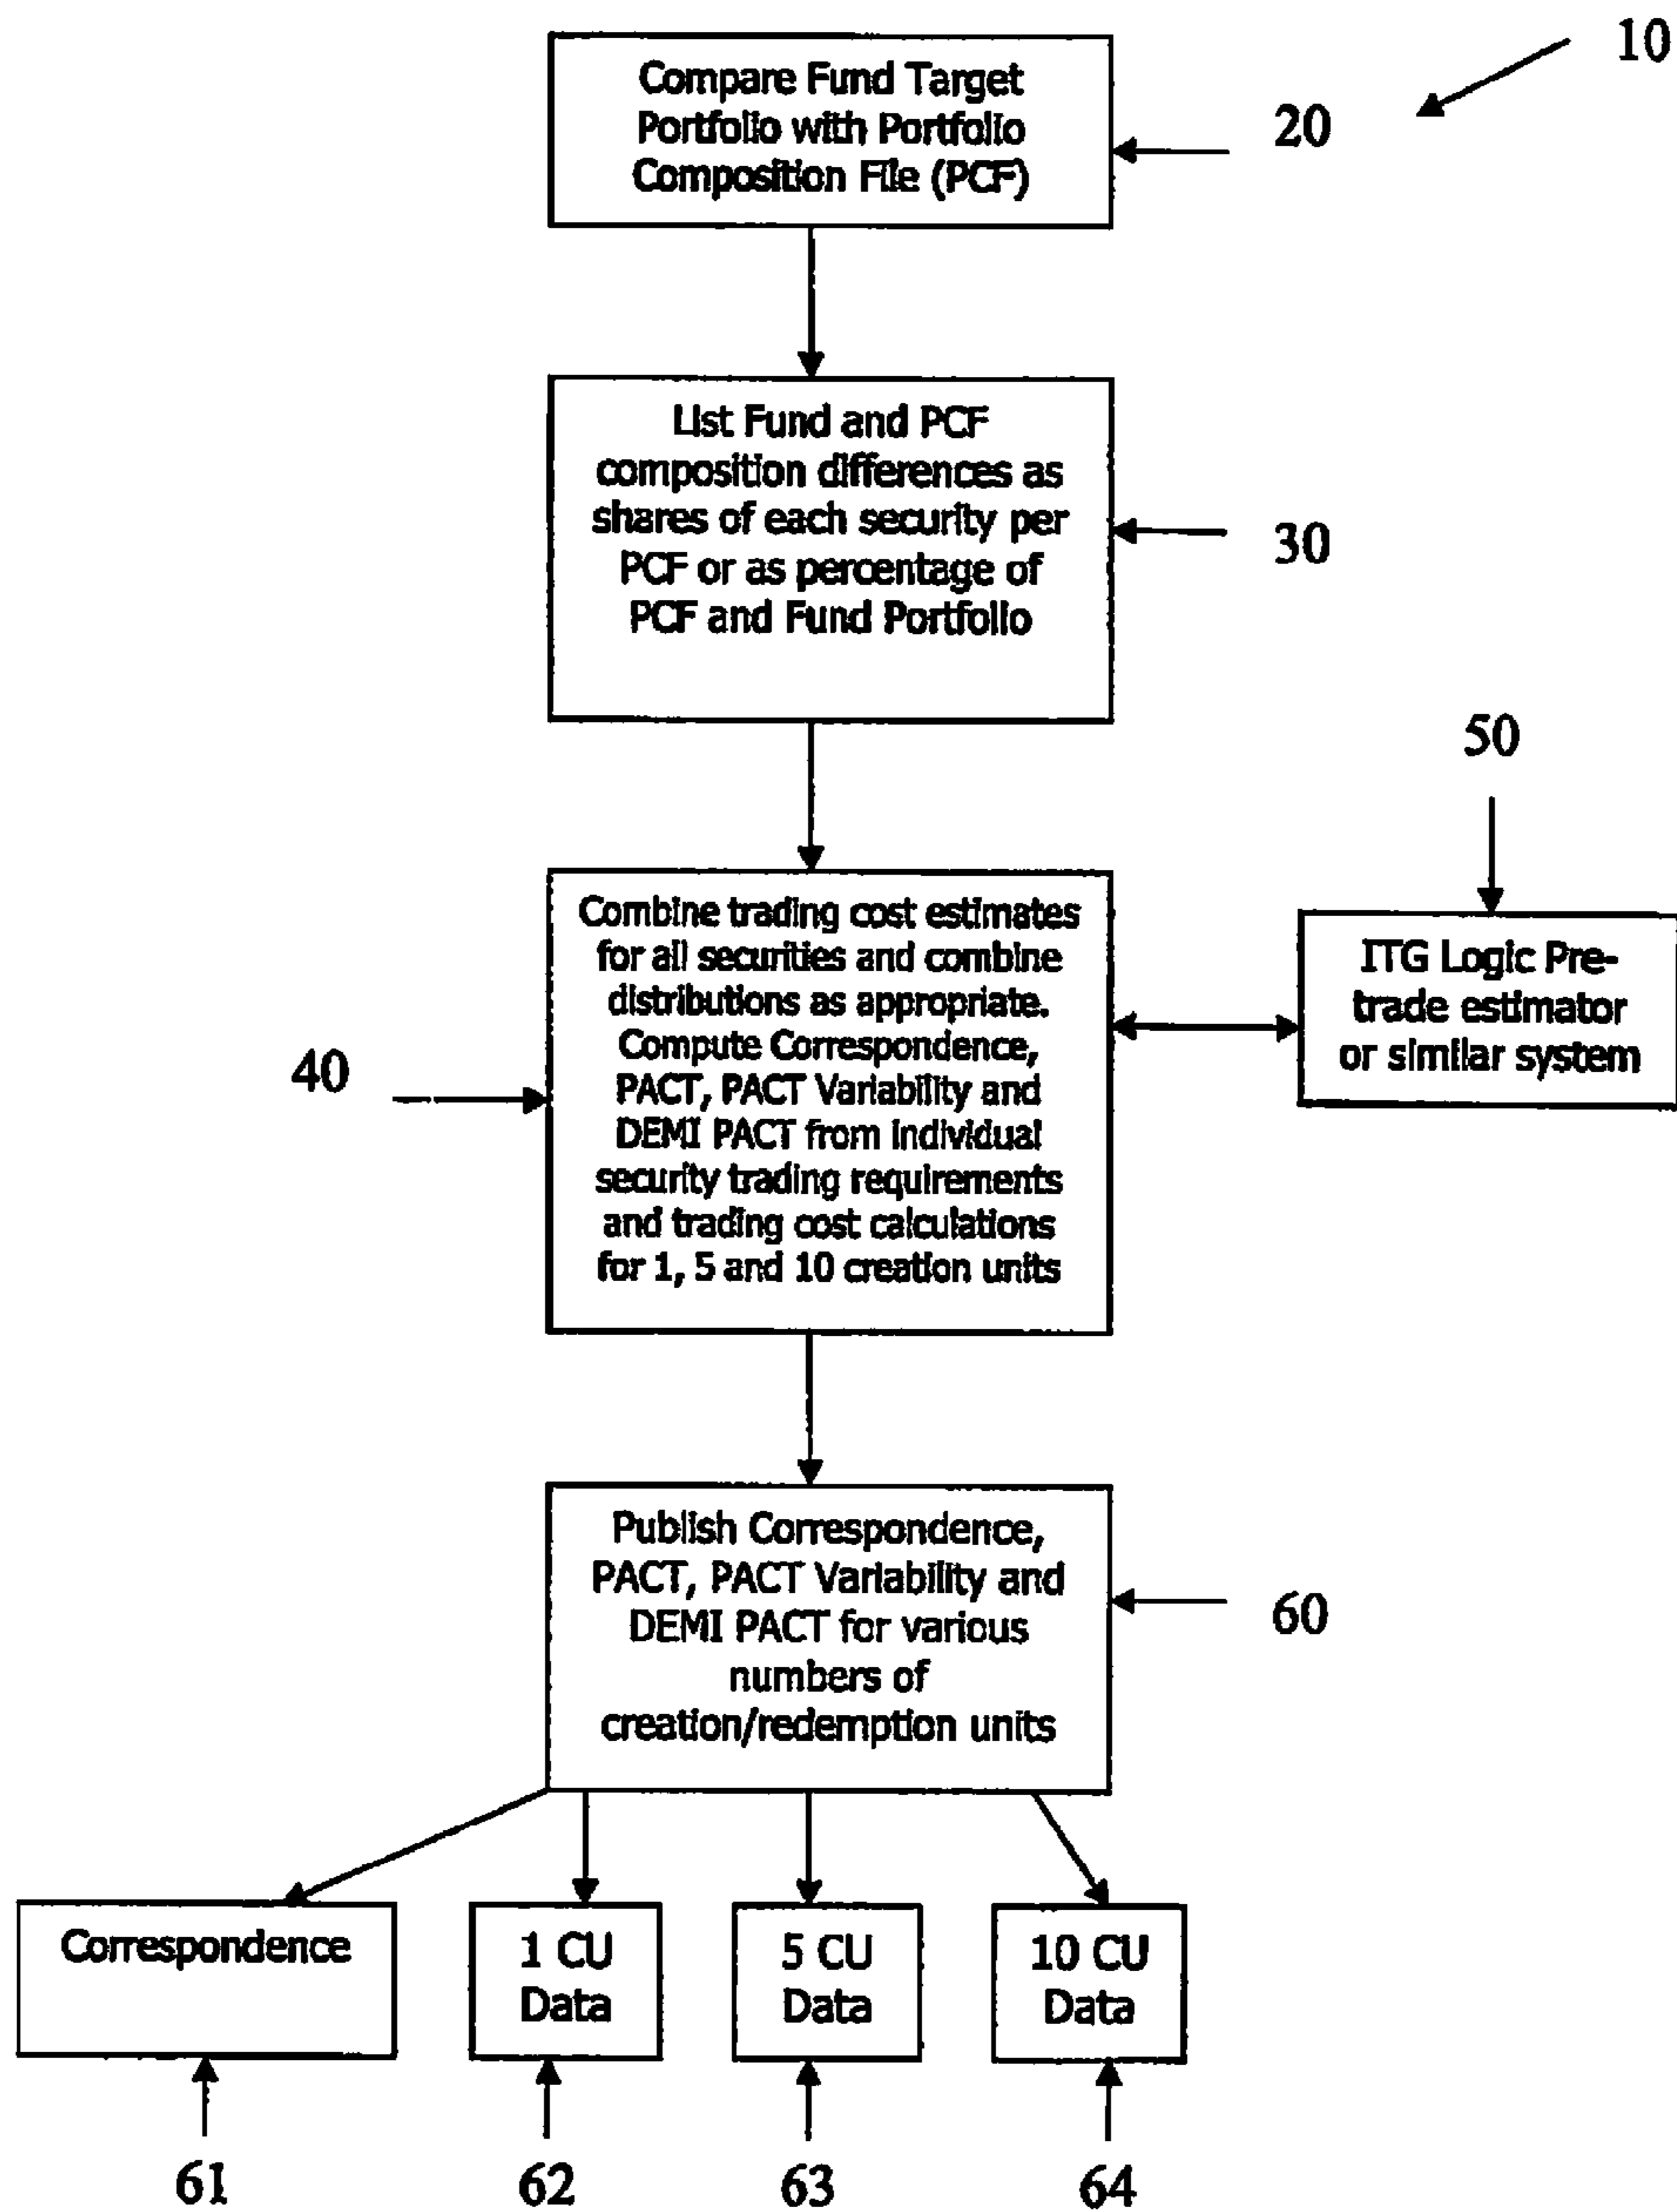 10
Compare Fund Target
Portfolio with Portfolio
Composition File (PCF)
20
List Fund and PCF
composition differences as
shares of each security per
PCF or as percentage of
PCF and Fund Portfolio
30
50
Combine trading cost estimates
for all securities and combine
distributions as appropriate.
Compute Correspondence,
PACT, PACT Variability and
DEMI PACT from individual
security trading requirements
and trading cost calculations
for 1, 5 and 10 creation units
40
ITG Logic Pre-
trade estimator
or similar system
Publish Correspondence,
PACT, PACT Variability and
DEMI PACT for various
numbers of
creation/redemption units
60
Correspondence
1 CU
Data
5 CU
Data
10 CU
Data
61
62
63
64